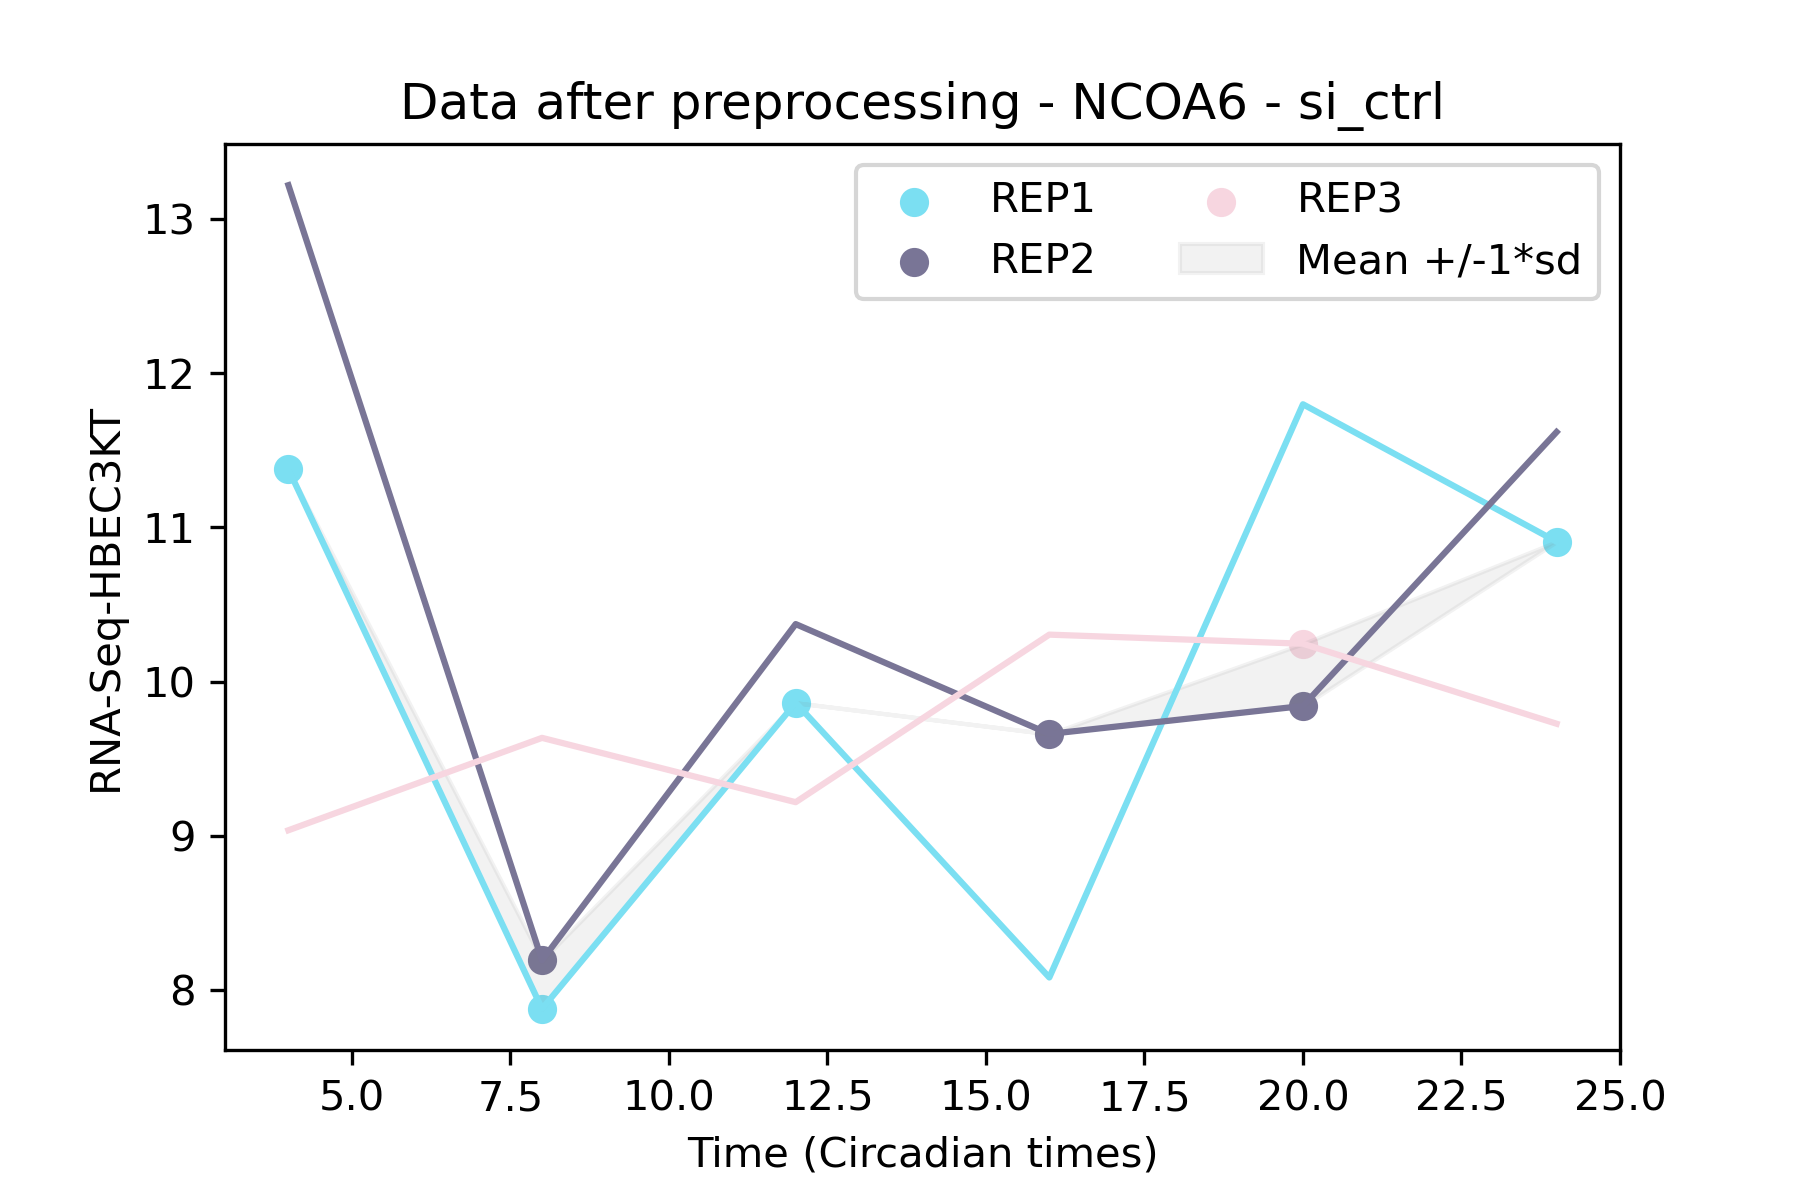 Data after preprocessing - NCOA6 - si_ctrl
REP1
REP2
REP3
Mean +/-1*sd
13
12
11
10
9
8
RNA-Seq-HBEC3KT
5.0 7.5 10.0 12.5 15.0 17.5 20.0 22.5 25.0
Time (Circadian times)